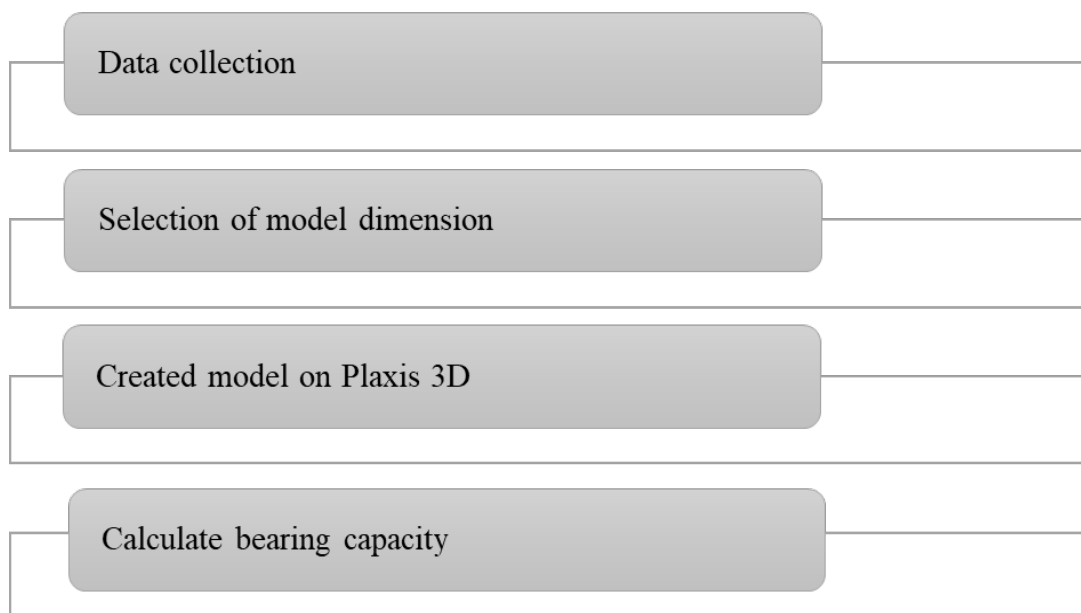 Data collection
Selection of model dimension
Created model on Plaxis 3D
Calculate bearing capacity